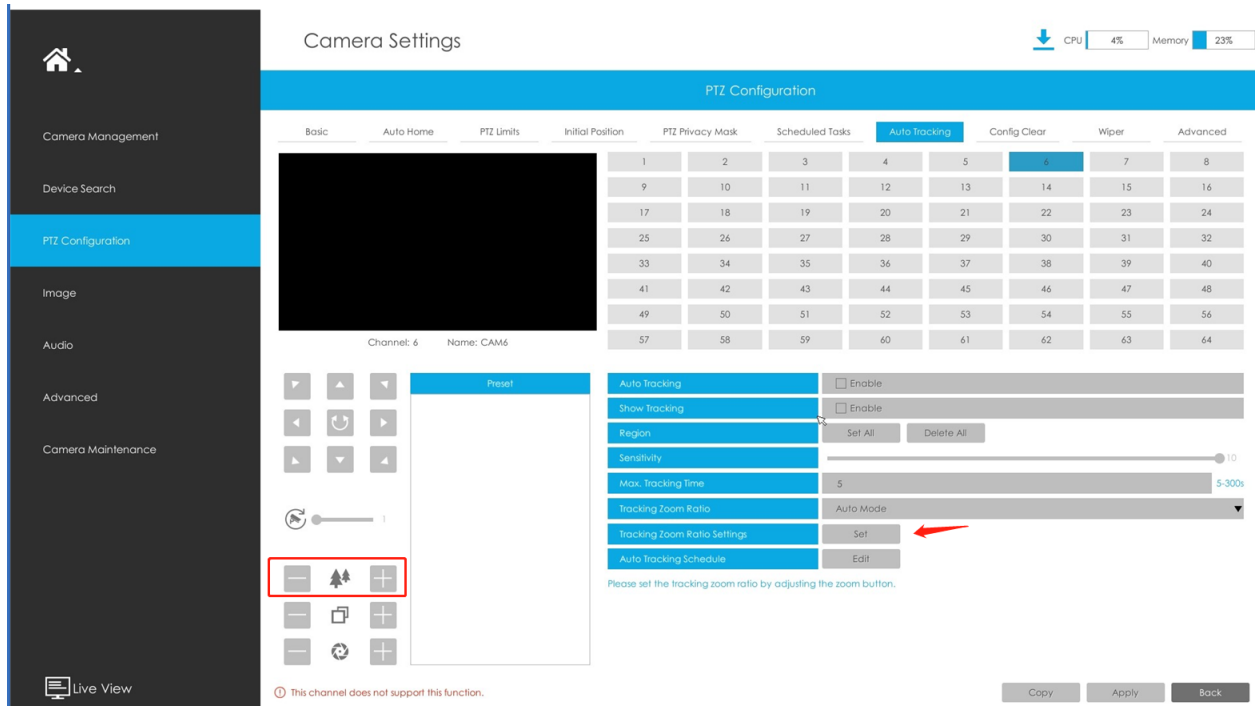 Camera Settings
CPU 4% Memory 23%
PTZ Configuration
Camera Management
Device Search
PTZ Configuration
Image
Audio
Advanced
Camera Maintenance
Live View
Basic Auto Home PTZ Limits Initial Position PTZ Privacy Mask Scheduled Tasks Auto Tracking Config Clear Wiper Advanced
1 2 3 4 5 6 7 8
9 10 11 12 13 14 15 16
17 18 19 20 21 22 23 24
25 26 27 28 29 30 31 32
33 34 35 36 37 38 39 40
41 42 43 44 45 46 47 48
49 50 51 52 53 54 55 56
57 58 59 60 61 62 63 64
Channel: 6 Name: CAM6
1
Preset
Auto Tracking Enable
Show Tracking Enable
Region Set All Delete All
Sensitivity 10
Max. Tracking Time 5 5-300s
Tracking Zoom Ratio Auto Mode
Tracking Zoom Ratio Settings Set
Auto Tracking Schedule Edit
Please set the tracking zoom ratio by adjusting the zoom button.
This channel does not support this function.
Copy Apply Back